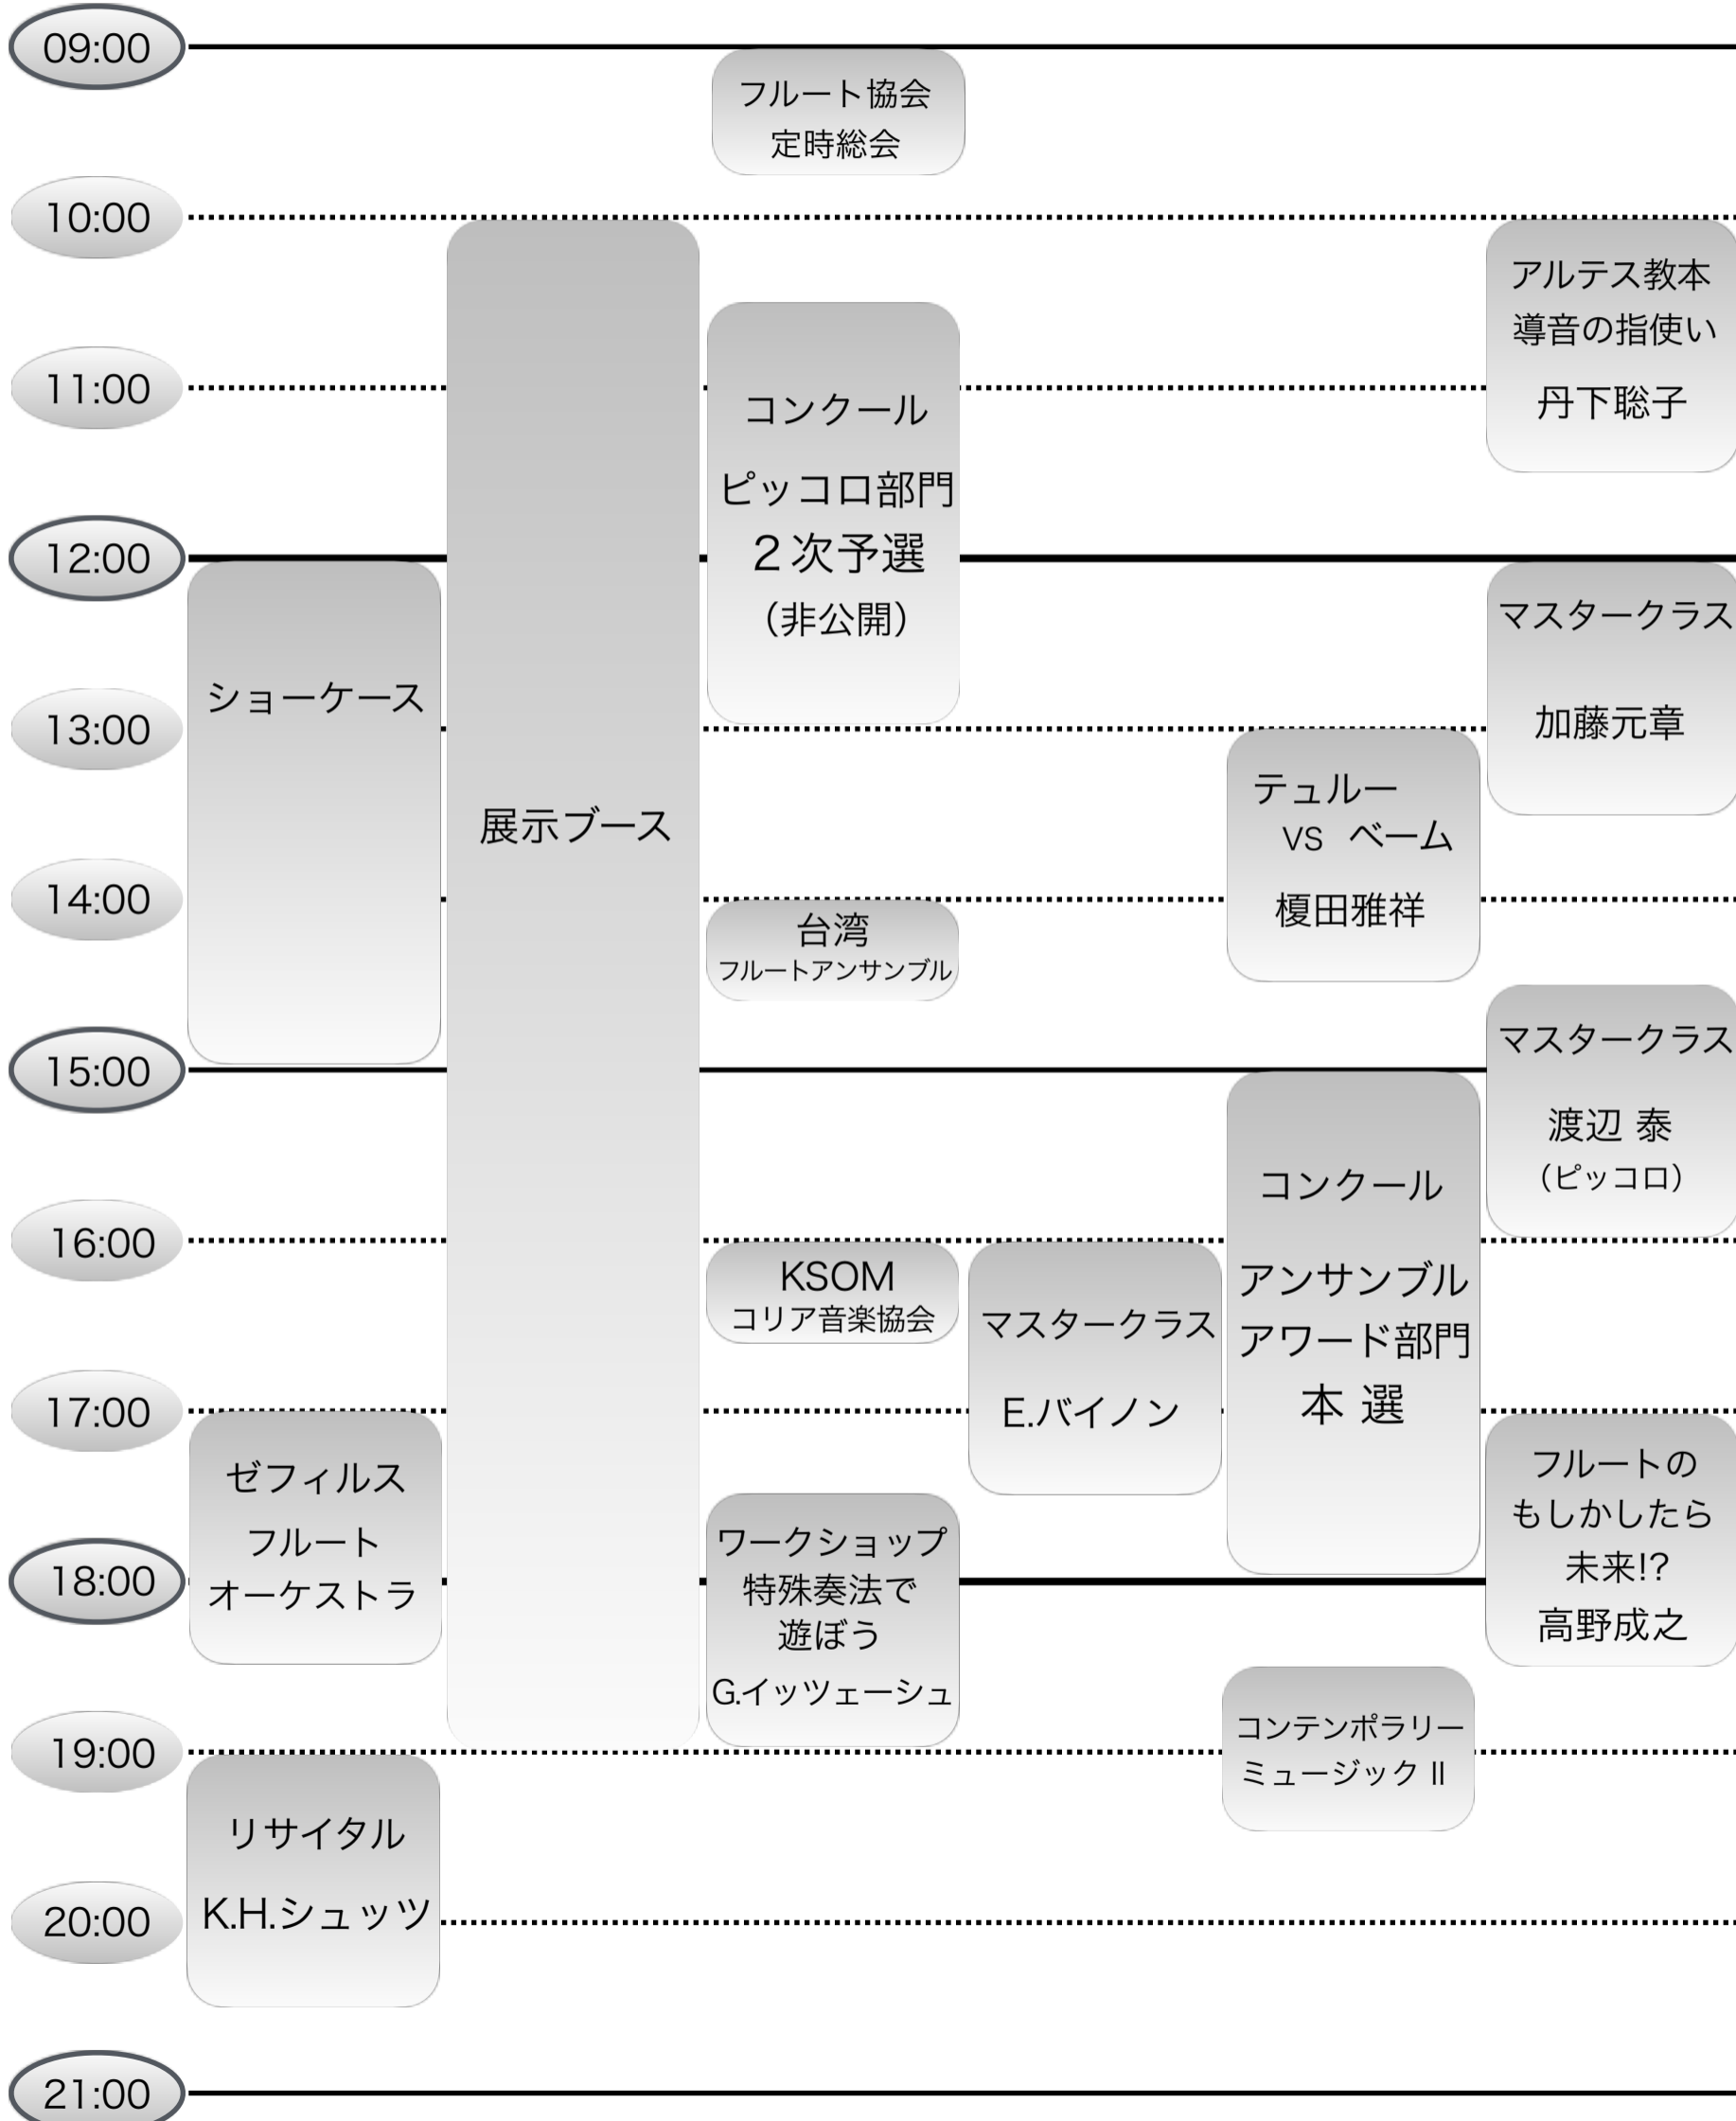 09:00
フルート協会
定時総会
10:00
アルテス教本
導音の指使い
丹下聡子
11:00
コンクール
ピッコロ部門
２次予選
（非公開）
12:00
マスタークラス
加藤元章
ショーケース
13:00
展示ブース
テュルー
VS ベーム
榎田雅祥
14:00
台湾
フルートアンサンブル
15:00
マスタークラス
渡辺 泰
（ピッコロ）
コンクール
アンサンブル
アワード部門
本 選
16:00
KSOM
コリア音楽協会
マスタークラス
E.バイノン
17:00
ゼフィルス
フルート
オーケストラ
フルートの
もしかしたら
未来!?
高野成之
ワークショップ
特殊奏法で
遊ぼう
G.イッツェーシュ
18:00
コンテンポラリー
ミュージック II
19:00
リサイタル
K.H.シュッツ
20:00
21:00